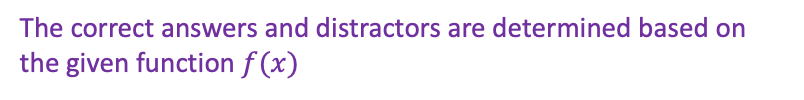 The correct answers and distractors are determined based on
the given function 𝑓(𝑥)